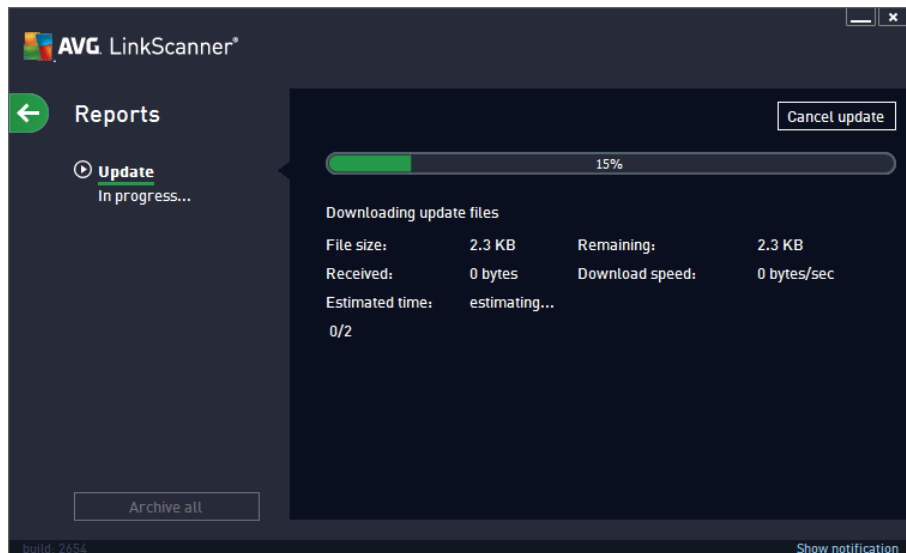 AVG. LinkScanner®
Reports
Cancel update
Update
In progress...
15%
Downloading update files
File size: 2.3 KB Remaining: 2.3 KB
Received: 0 bytes Download speed: 0 bytes/sec
Estimated time: estimating...
0/2
Archive all
build: 2654
Show notification